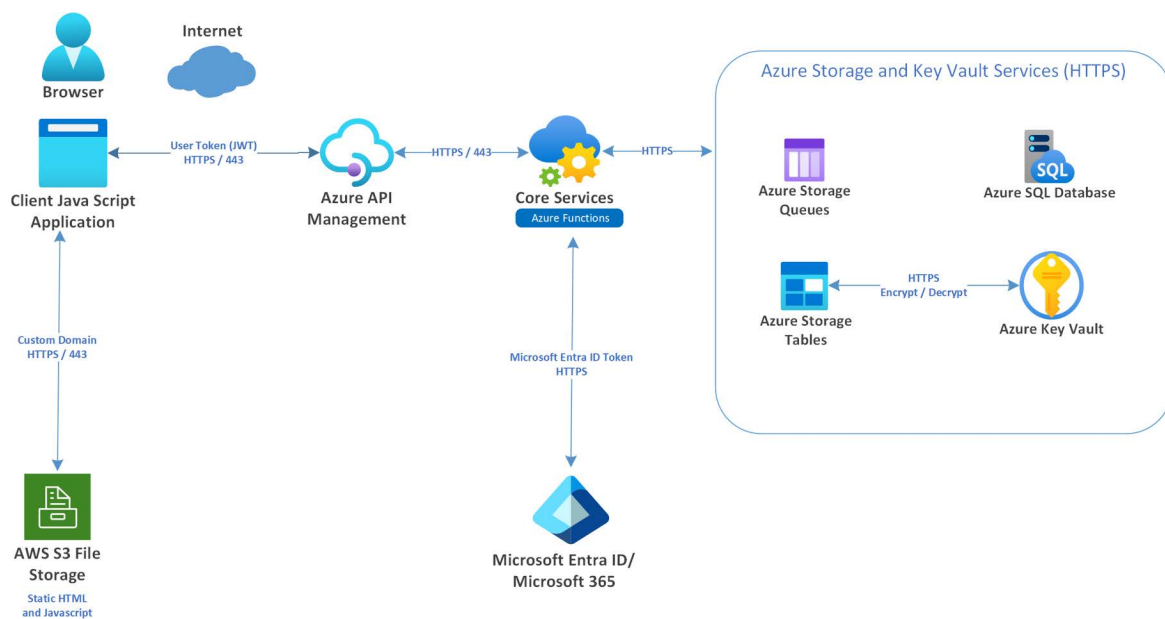 Internet
Browser
Azure Storage and Key Vault Services (HTTPS)
User Token (JWT)
HTTPS / 443
HTTPS / 443
HTTPS
Client Java Script
Application
Azure API
Management
Core Services
Azure Functions
Azure Storage
Queues
SQL
Azure SQL Database
HTTPS
Encrypt / Decrypt
Azure Storage
Tables
Azure Key Vault
Custom Domain
HTTPS / 443
Microsoft Entra ID Token
HTTPS
AWS S3 File
Storage
Static HTML
and Javascript
Microsoft Entra ID/
Microsoft 365